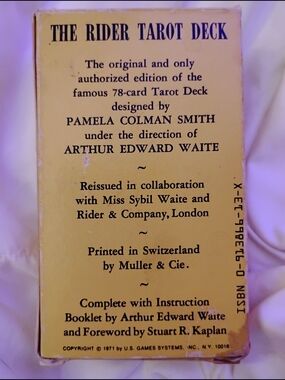 THE RIDER TAROT DECK
The original and only
authorized edition of the
famous 78-card Tarot Deck
designed by
PAMELA COLMAN SMITH
under the direction of
ARTHUR EDWARD WAITE
~
Reissued in collaboration
with Miss Sybil Waite and
Rider & Company, London
~
Printed in Switzerland
by Muller & Cie.
~
Complete with Instruction
Booklet by Arthur Edward Waite
and Foreword by Stuart R. Kaplan
COPYRIGHT © 1971 by U.S. GAMES SYSTEMS, INC., N.Y. 10016
ISBN 0-913866-13-X